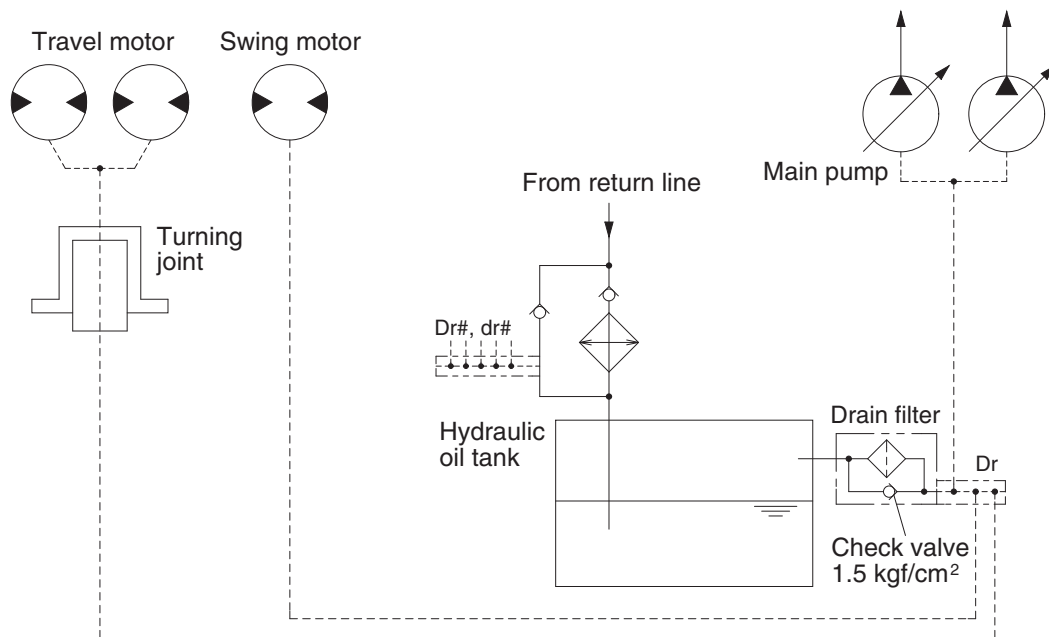 Travel motor
Swing motor
Main pump
From return line
Turning
joint
Dr#, dr#
Hydraulic
oil tank
Drain filter
Dr
Check valve
1.5 kgf/cm²